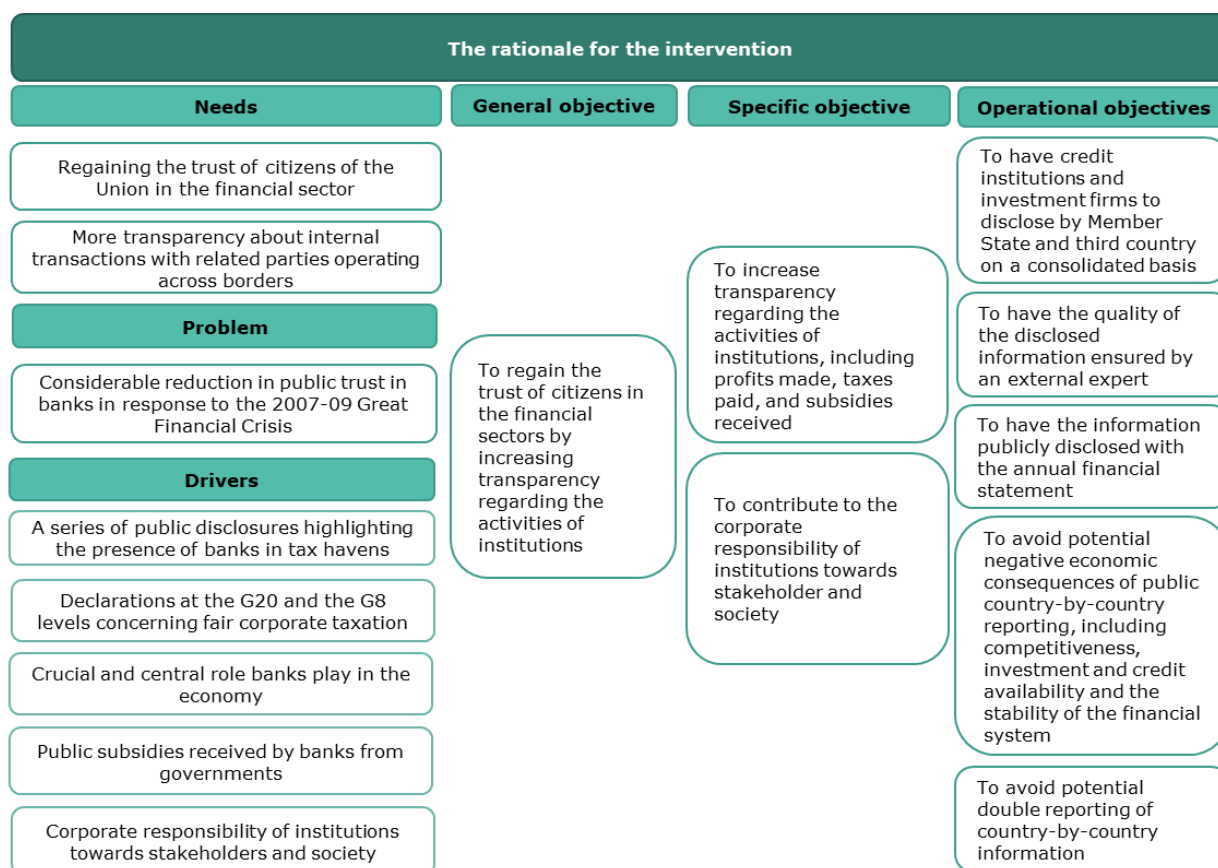 The rationale for the intervention
Needs
Regaining the trust of citizens of the
Union in the financial sector
More transparency about internal
transactions with related parties operating
across borders
Problem
Considerable reduction in public trust in
banks in response to the 2007-09 Great
Financial Crisis
Drivers
A series of public disclosures highlighting
the presence of banks in tax havens
Declarations at the G20 and the G8
levels concerning fair corporate taxation
Crucial and central role banks play in the
economy
Public subsidies received by banks from
governments
Corporate responsibility of institutions
towards stakeholders and society
General objective
To regain the
trust of citizens in
the financial
sectors by
increasing
transparency
regarding the
activities of
institutions
Specific objective
To increase
transparency
regarding the
activities of
institutions, including
profits made, taxes
paid, and subsidies
received
To contribute to the
corporate
responsibility of
institutions towards
stakeholder and
society
Operational objectives
To have credit
institutions and
investment firms to
disclose by Member
State and third country
on a consolidated basis
To have the quality of
the disclosed
information ensured by
an external expert
To have the information
publicly disclosed with
the annual financial
statement
To avoid potential
negative economic
consequences of public
country-by-country
reporting, including
competitiveness,
investment and credit
availability and the
stability of the financial
system
To avoid potential
double reporting of
country-by-country
information